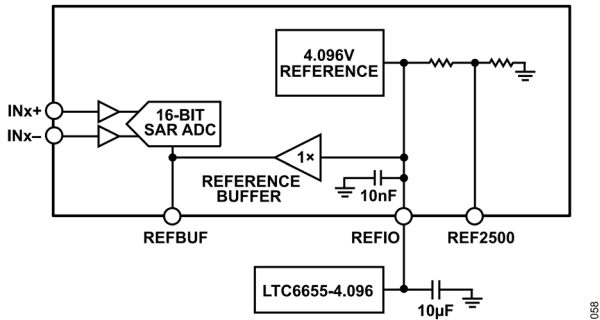 4.096V
REFERENCE
INx+
INx–
16-BIT
SAR ADC
1×
REFERENCE
BUFFER
10nF
REFBUF
REFIO
REF2500
LTC6655-4.096
10µF
058